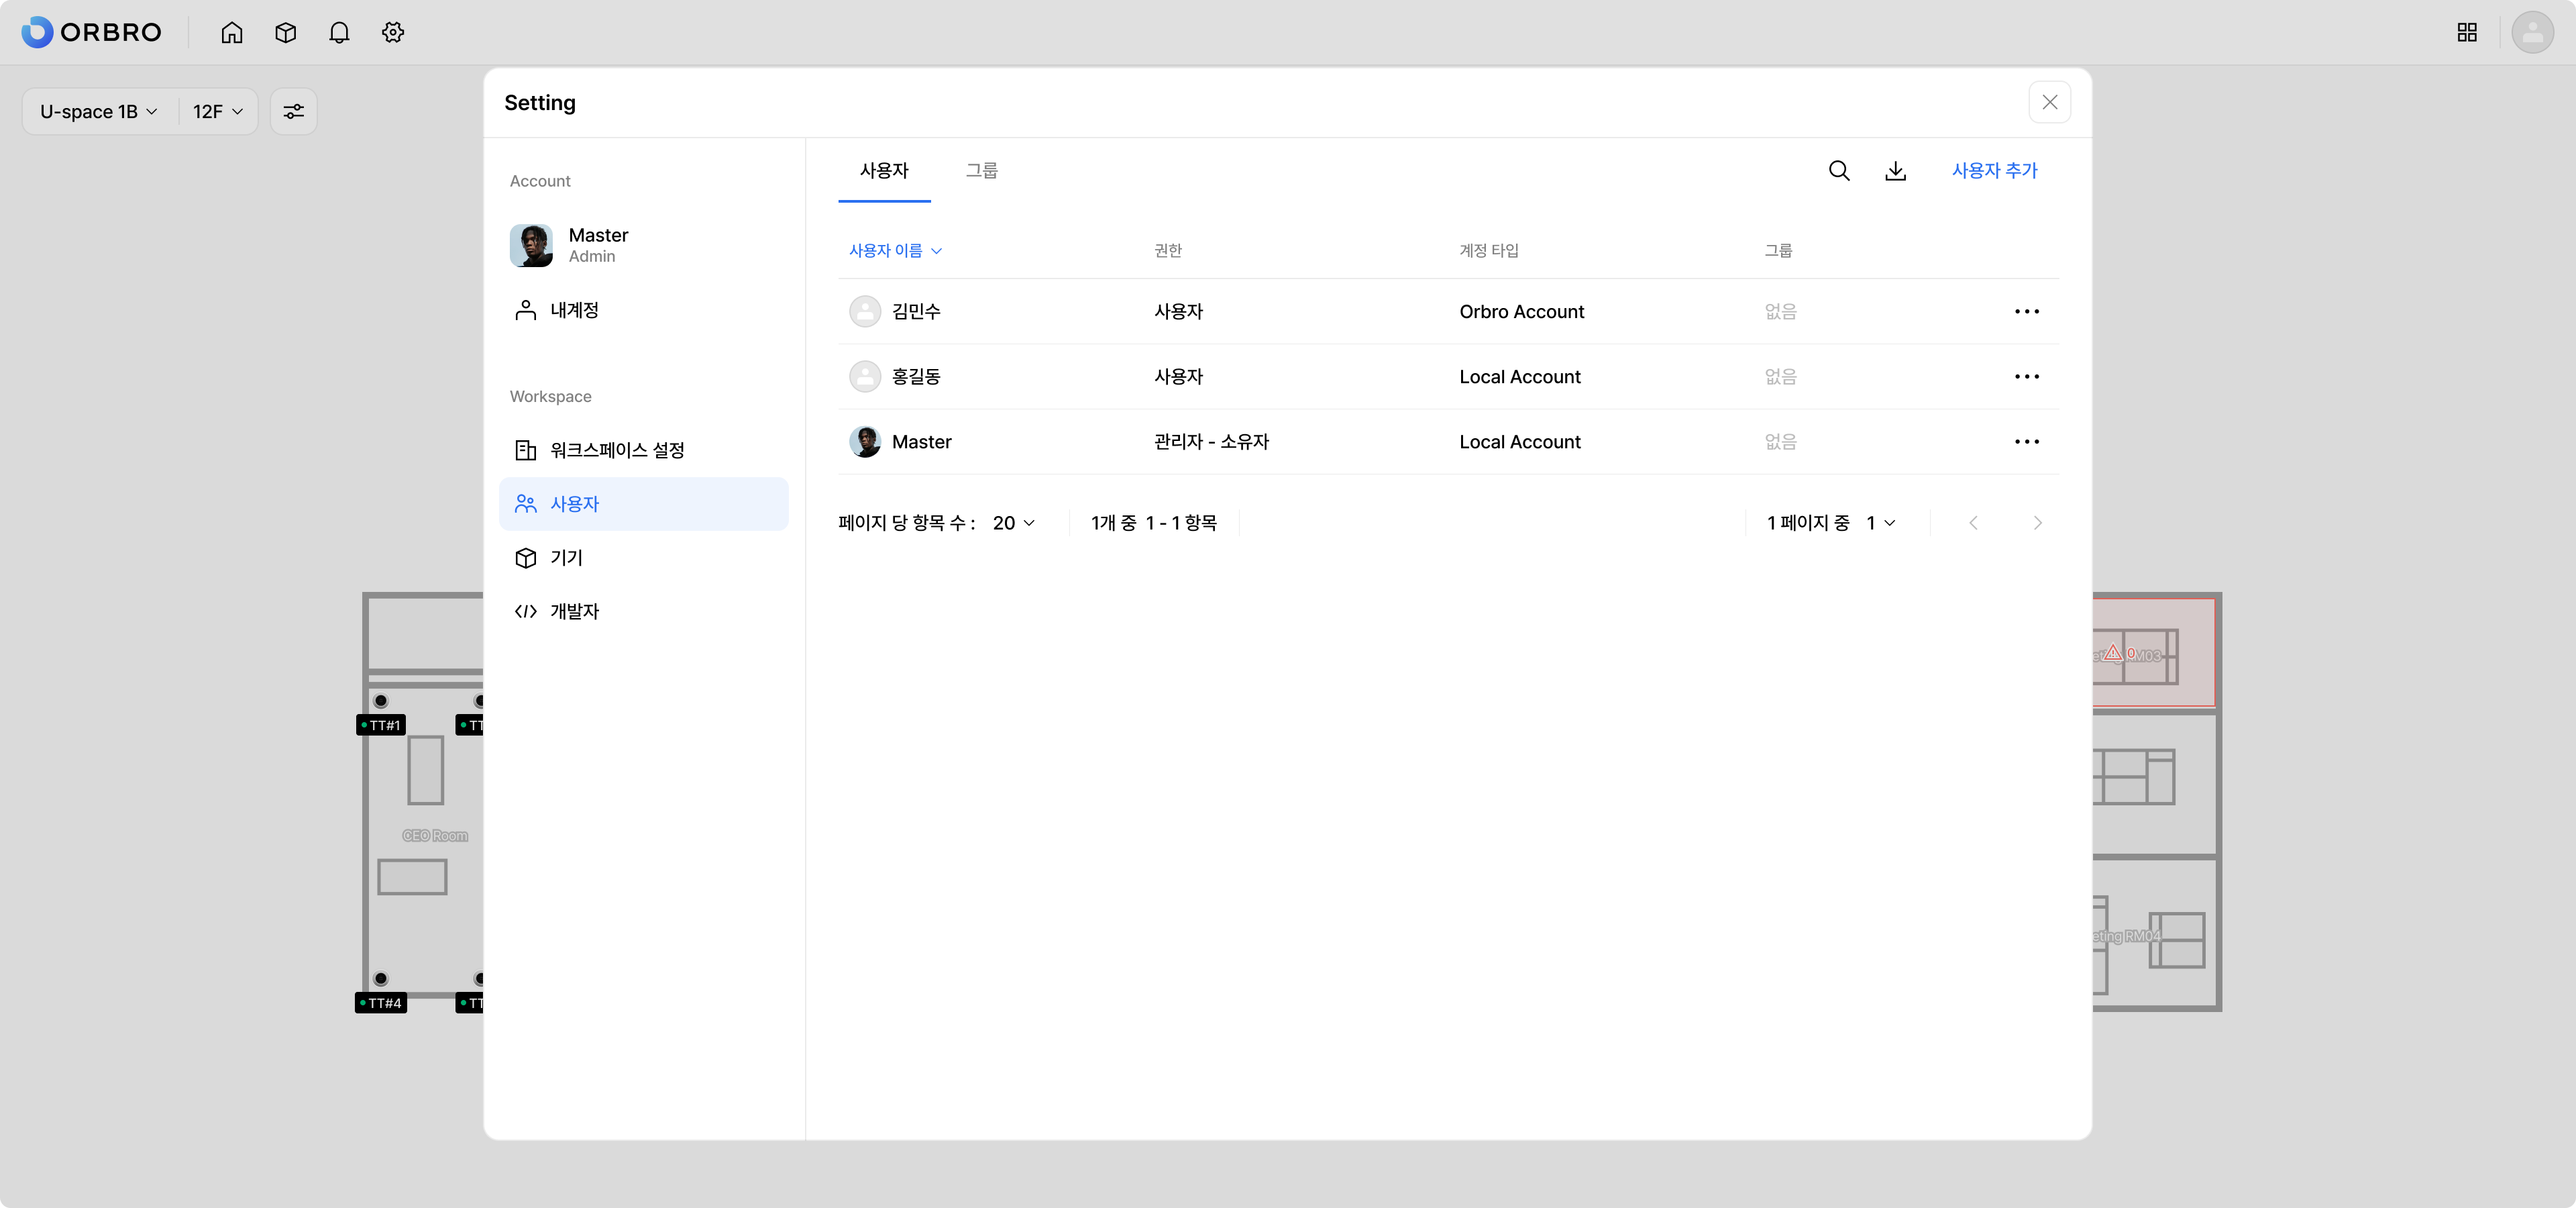 ORBRO
U-space 1B
12F
Setting
Account
Master
Admin
내계정
Workspace
워크스페이스 설정
사용자
기기
개발자
사용자
그룹
사용자 추가
사용자 이름
권한
계정 타입
그룹
김민수
사용자
Orbro Account
없음
홍길동
사용자
Local Account
없음
Master
관리자 - 소유자
Local Account
없음
페이지 당 항목 수 :
20
1개 중 1 - 1 항목
1 페이지 중
1
TT#1
TT
CEO Room
TT#4
TT
0
RM03
eting RM04